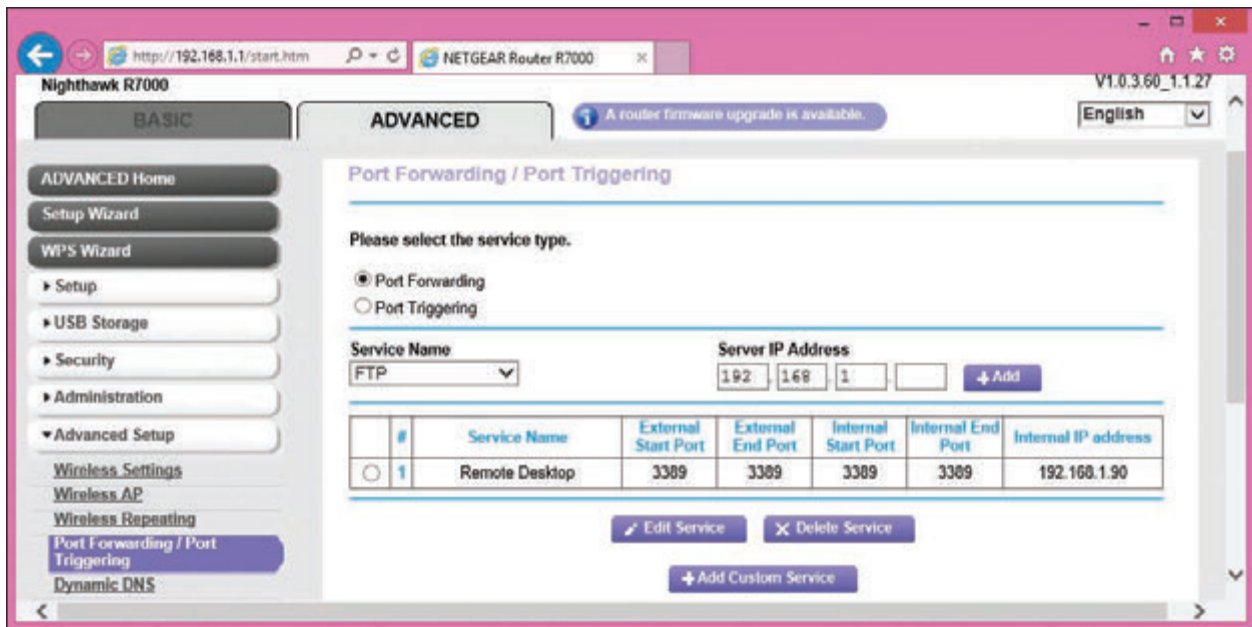 http://192.168.1.1/start.htm
NETGEAR Router R7000
Nighthawk R7000
V1.0.3.60_1.1.27
BASIC
ADVANCED
A router firmware upgrade is available.
English
ADVANCED Home
Setup Wizard
WPS Wizard
Setup
USB Storage
Security
Administration
Advanced Setup
Wireless Settings
Wireless AP
Wireless Repeating
Port Forwarding / Port
Triggering
Dynamic DNS
Port Forwarding / Port Triggering
Please select the service type.
Port Forwarding
Port Triggering
Service Name Server IP Address
FTP 192 . 168 . 1 . +Add
# Service Name External Start Port External End Port Internal Start Port Internal End Port Internal IP address
1 Remote Desktop 3389 3389 3389 3389 192.168.1.90
Edit Service X Delete Service
+Add Custom Service